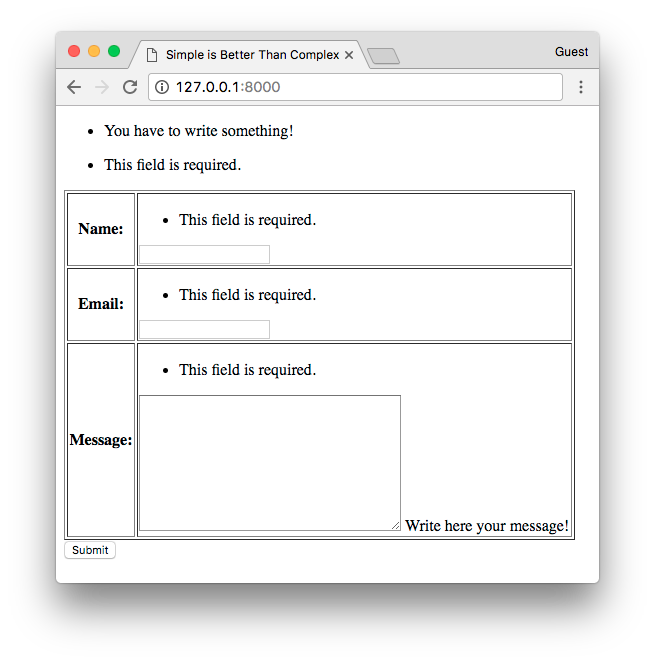 Simple is Better Than Complex
Guest
127.0.0.1:8000
You have to write something!
This field is required.
Name:
This field is required.
Email:
This field is required.
Message:
This field is required.
Write here your message!
Submit